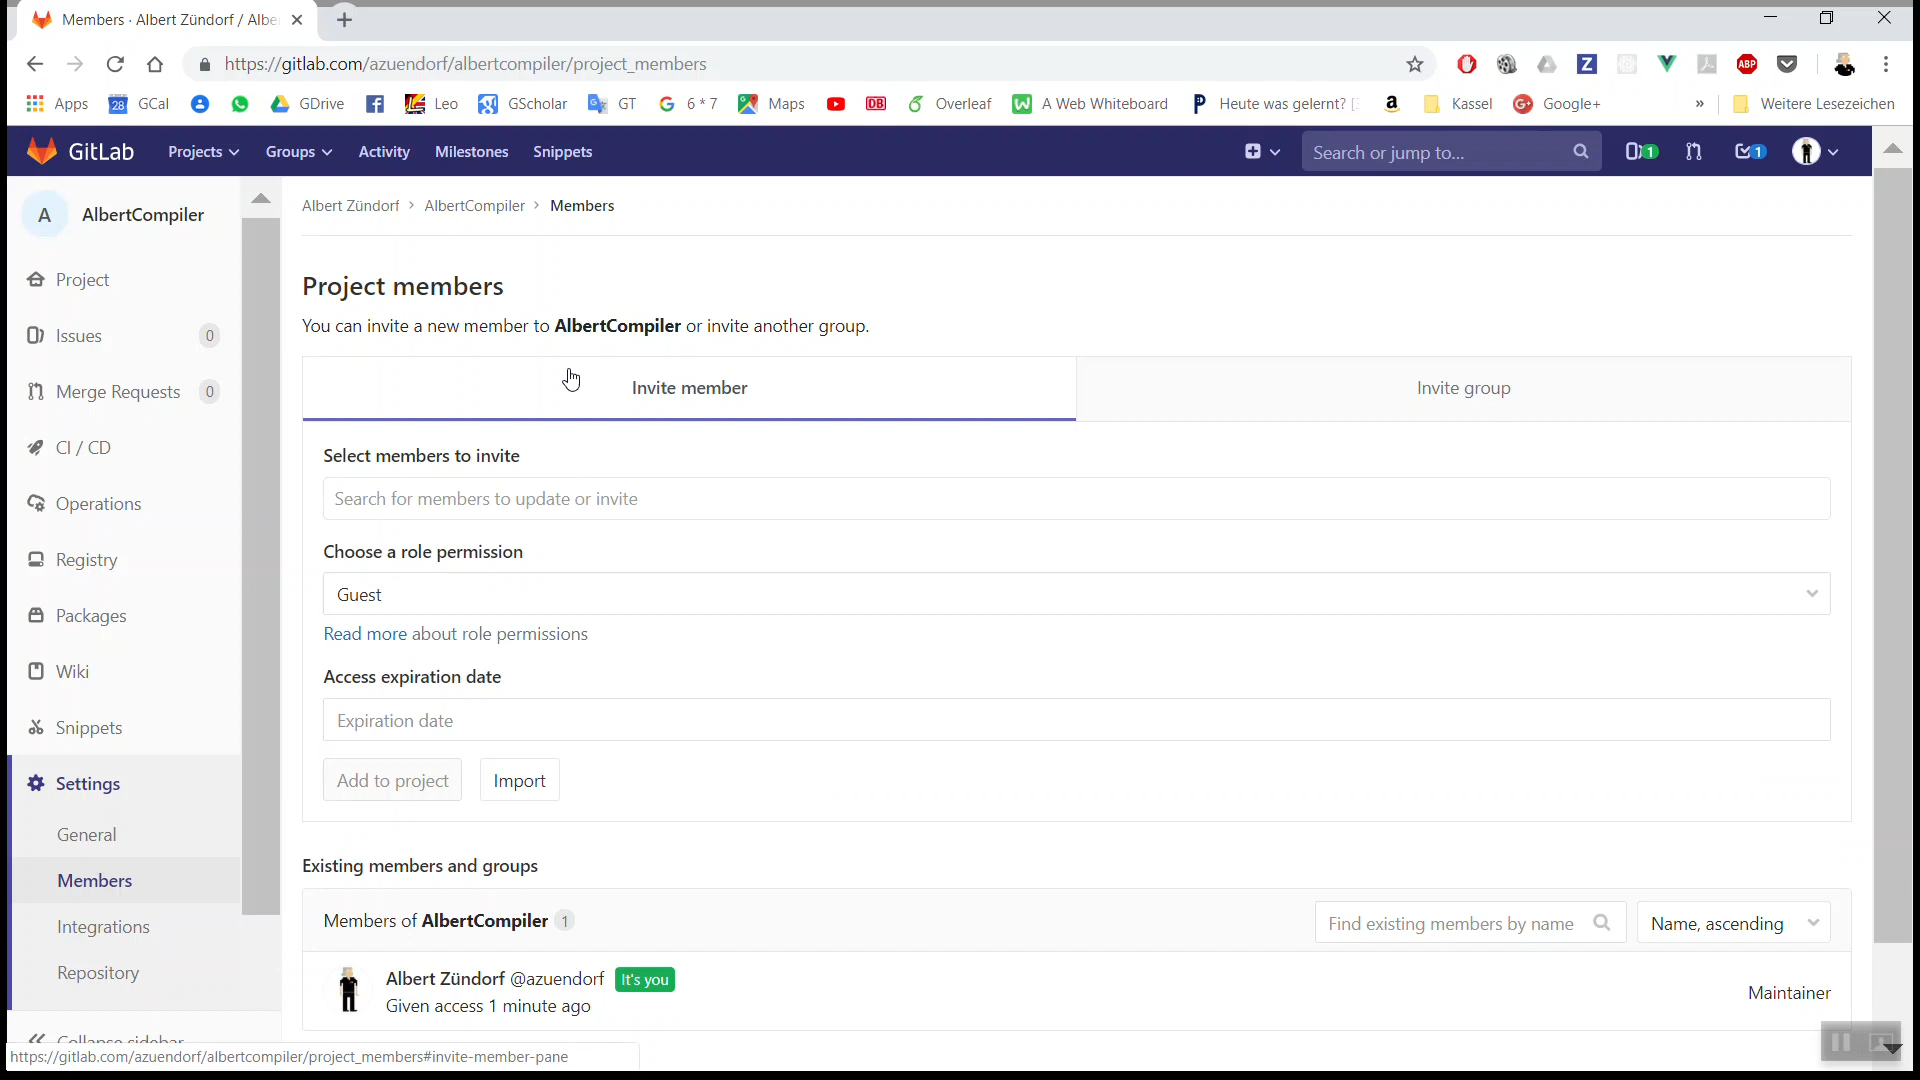 Members · Albert Zündorf / Albe
https://gitlab.com/azuendorf/albertcompiler/project_members
ABP
Apps
28 GCal
GDrive
Leo
GScholar
GT
6 * 7
Maps
DB
Overleaf
A Web Whiteboard
Heute was gelernt? [
Kassel
Google+
»
Weitere Lesezeichen
GitLab
Projects
Groups
Activity
Milestones
Snippets
Search or jump to...
1
1
A AlbertCompiler
Project
Issues 0
Merge Requests 0
CI / CD
Operations
Registry
Packages
Wiki
Snippets
Settings
General
Members
Integrations
Repository
Collapse sidebar
Albert Zündorf > AlbertCompiler > Members
Project members
You can invite a new member to AlbertCompiler or invite another group.
Invite member
Invite group
Select members to invite
Search for members to update or invite
Choose a role permission
Guest
Read more about role permissions
Access expiration date
Expiration date
Add to project
Import
Existing members and groups
Members of AlbertCompiler 1
Find existing members by name
Name, ascending
Albert Zündorf @azuendorf It's you
Given access 1 minute ago
Maintainer
https://gitlab.com/azuendorf/albertcompiler/project_members#invite-member-pane